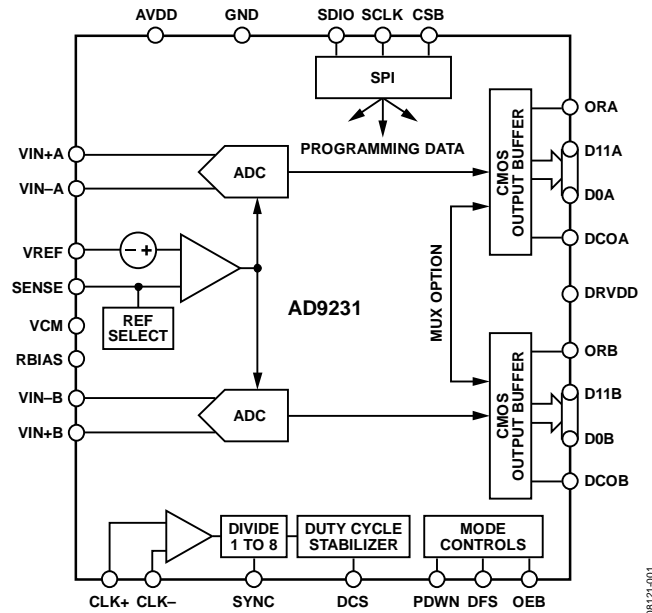 AVDD GND SDIO SCLK CSB
SPI
PROGRAMMING DATA
VIN+A
VIN–A
ADC
CMOS
OUTPUT BUFFER
ORA
D11A
D0A
DCOA
VREF
– +
SENSE
REF
SELECT
VCM
RBIAS
AD9231
MUX OPTION
DRVDD
VIN–B
VIN+B
ADC
CMOS
OUTPUT BUFFER
ORB
D11B
D0B
DCOB
DIVIDE
1 TO 8
DUTY CYCLE
STABILIZER
MODE
CONTROLS
CLK+ CLK– SYNC DCS PDWN DFS OEB